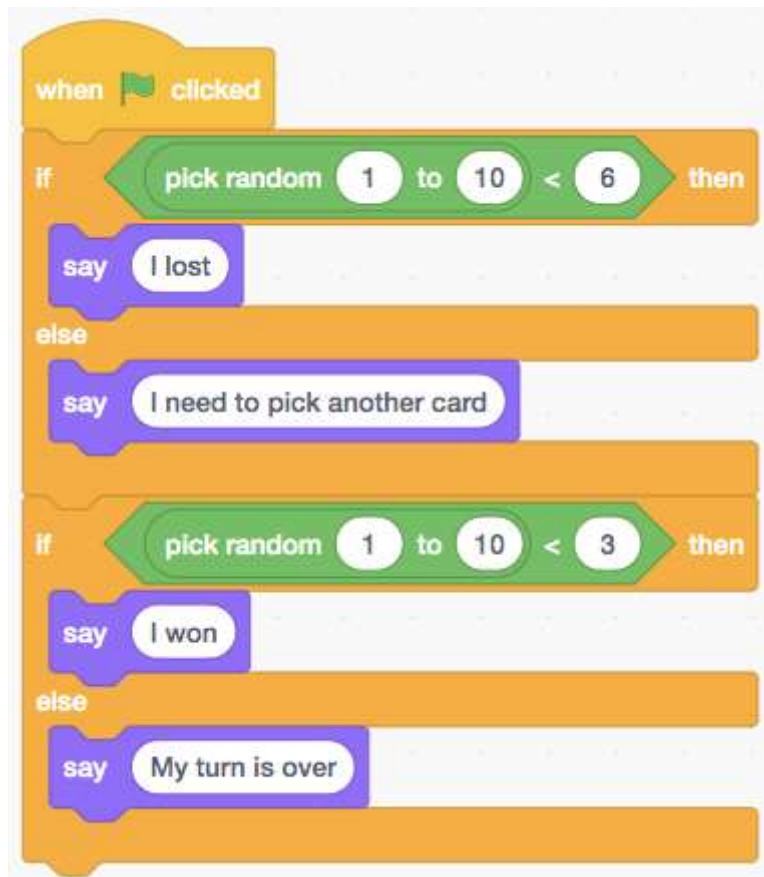 when clicked
if pick random 1 to 10 < 6 then
say I lost
else
say I need to pick another card
if pick random 1 to 10 < 3 then
say I won
else
say My turn is over